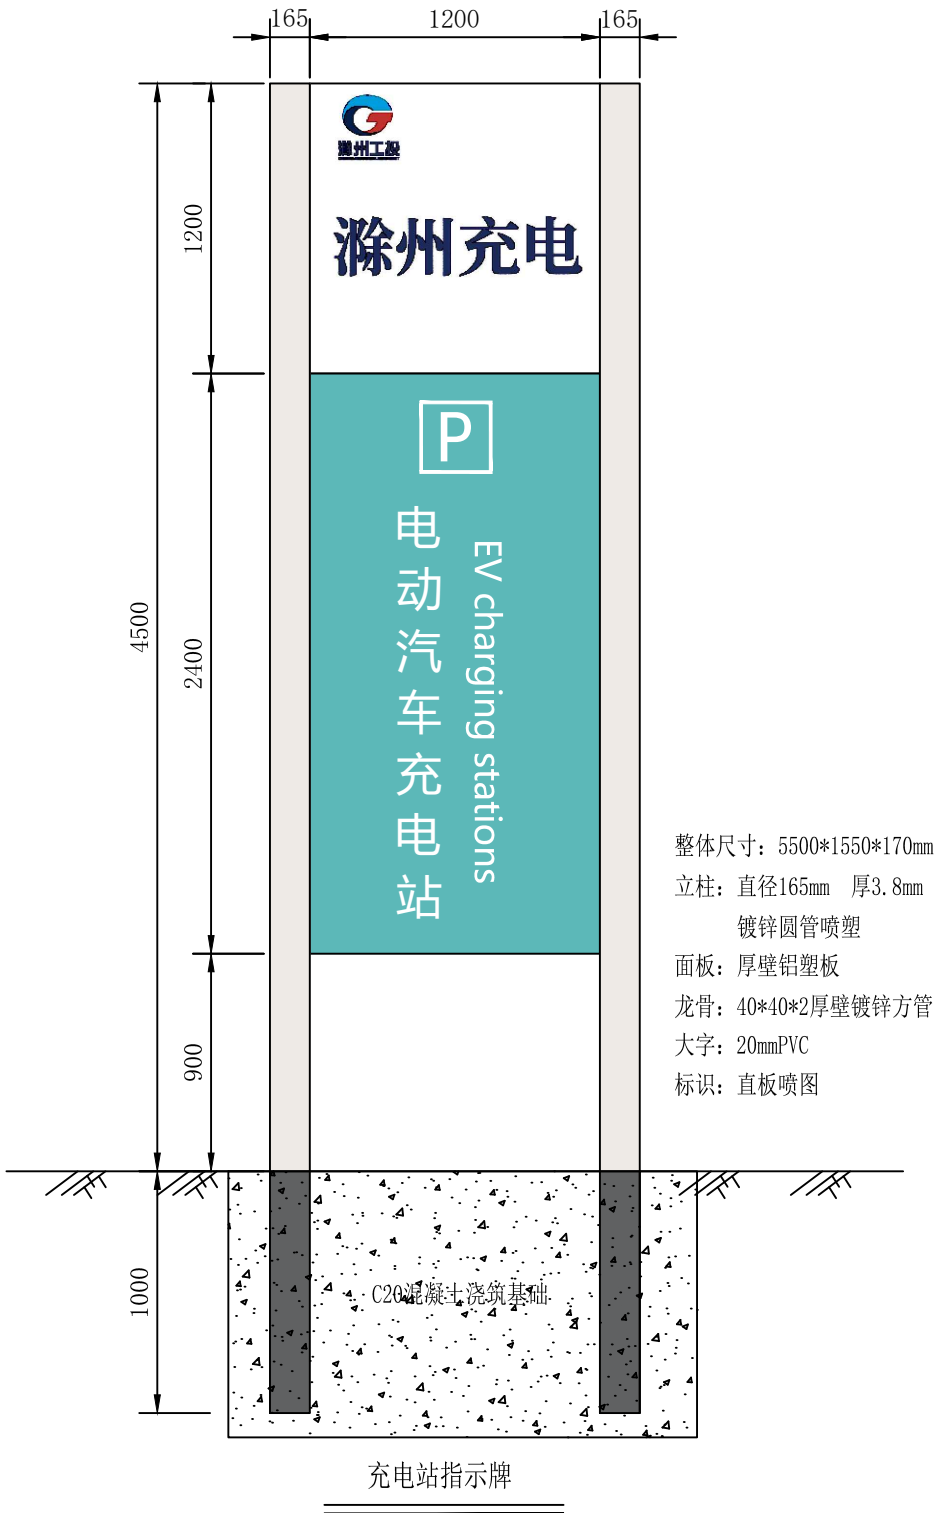 165 1200 165
滁州工投
滁州充电
1200
P
电动汽车充电站
EV charging stations
4500
2400
900
整体尺寸：5500*1550*170mm
立柱：直径165mm 厚3.8mm
镀锌圆管喷塑
面板：厚壁铝塑板
龙骨：40*40*2厚壁镀锌方管
大字：20mmPVC
标识：直板喷图
1000
C20混凝土浇筑基础
充电站指示牌